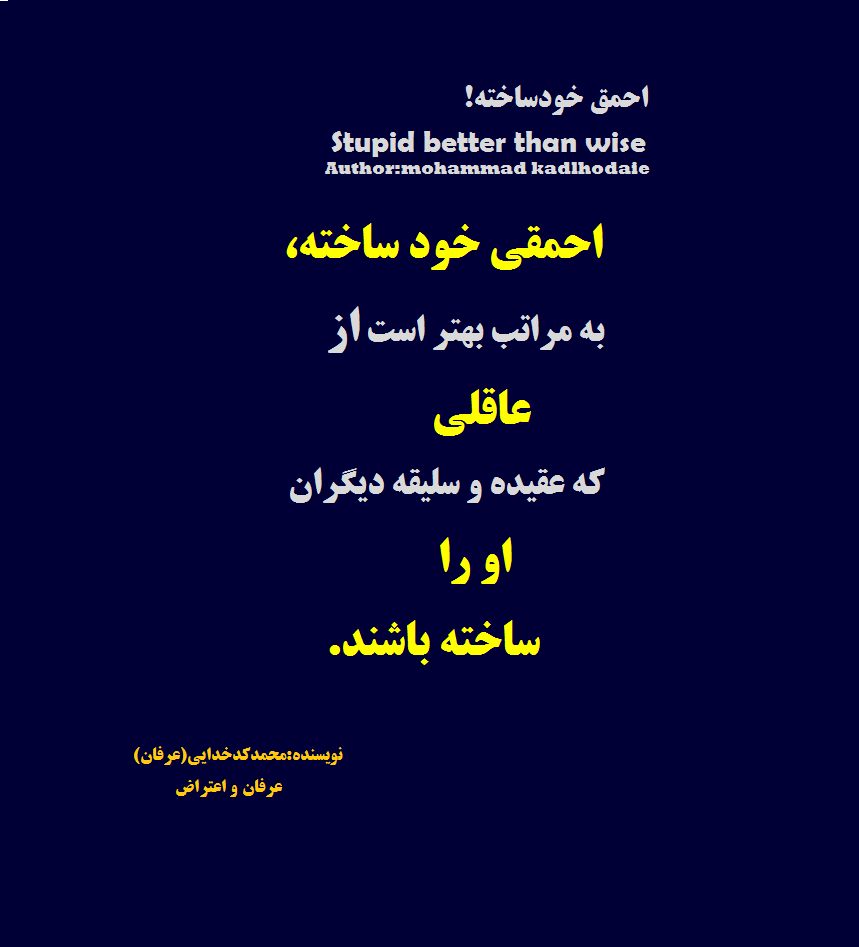 احمق خودساخته!
Stupid better than wise
Author:mohammad kadlhodaie
احمقی خود ساخته،
به مراتب بهتر است از
عاقلی
که عقیده و سلیقه دیگران
او را
ساخته باشند.
نویسنده:محمدکدخدایی(عرفان)
عرفان و اعتراض